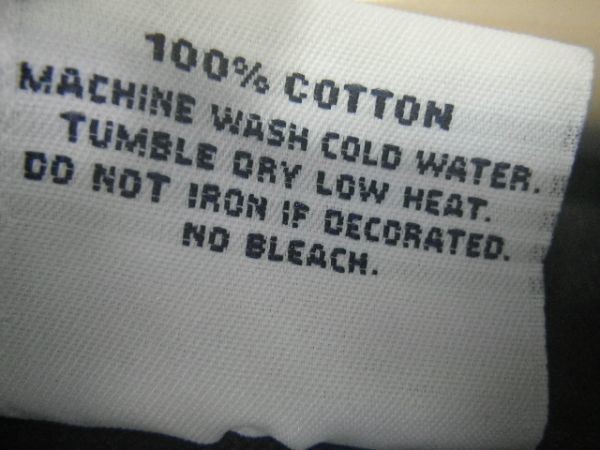 100% COTTON
MACHINE WASH COLD WATER.
TUMBLE DRY LOW HEAT.
DO NOT IRON IF DECORATED.
NO BLEACH.